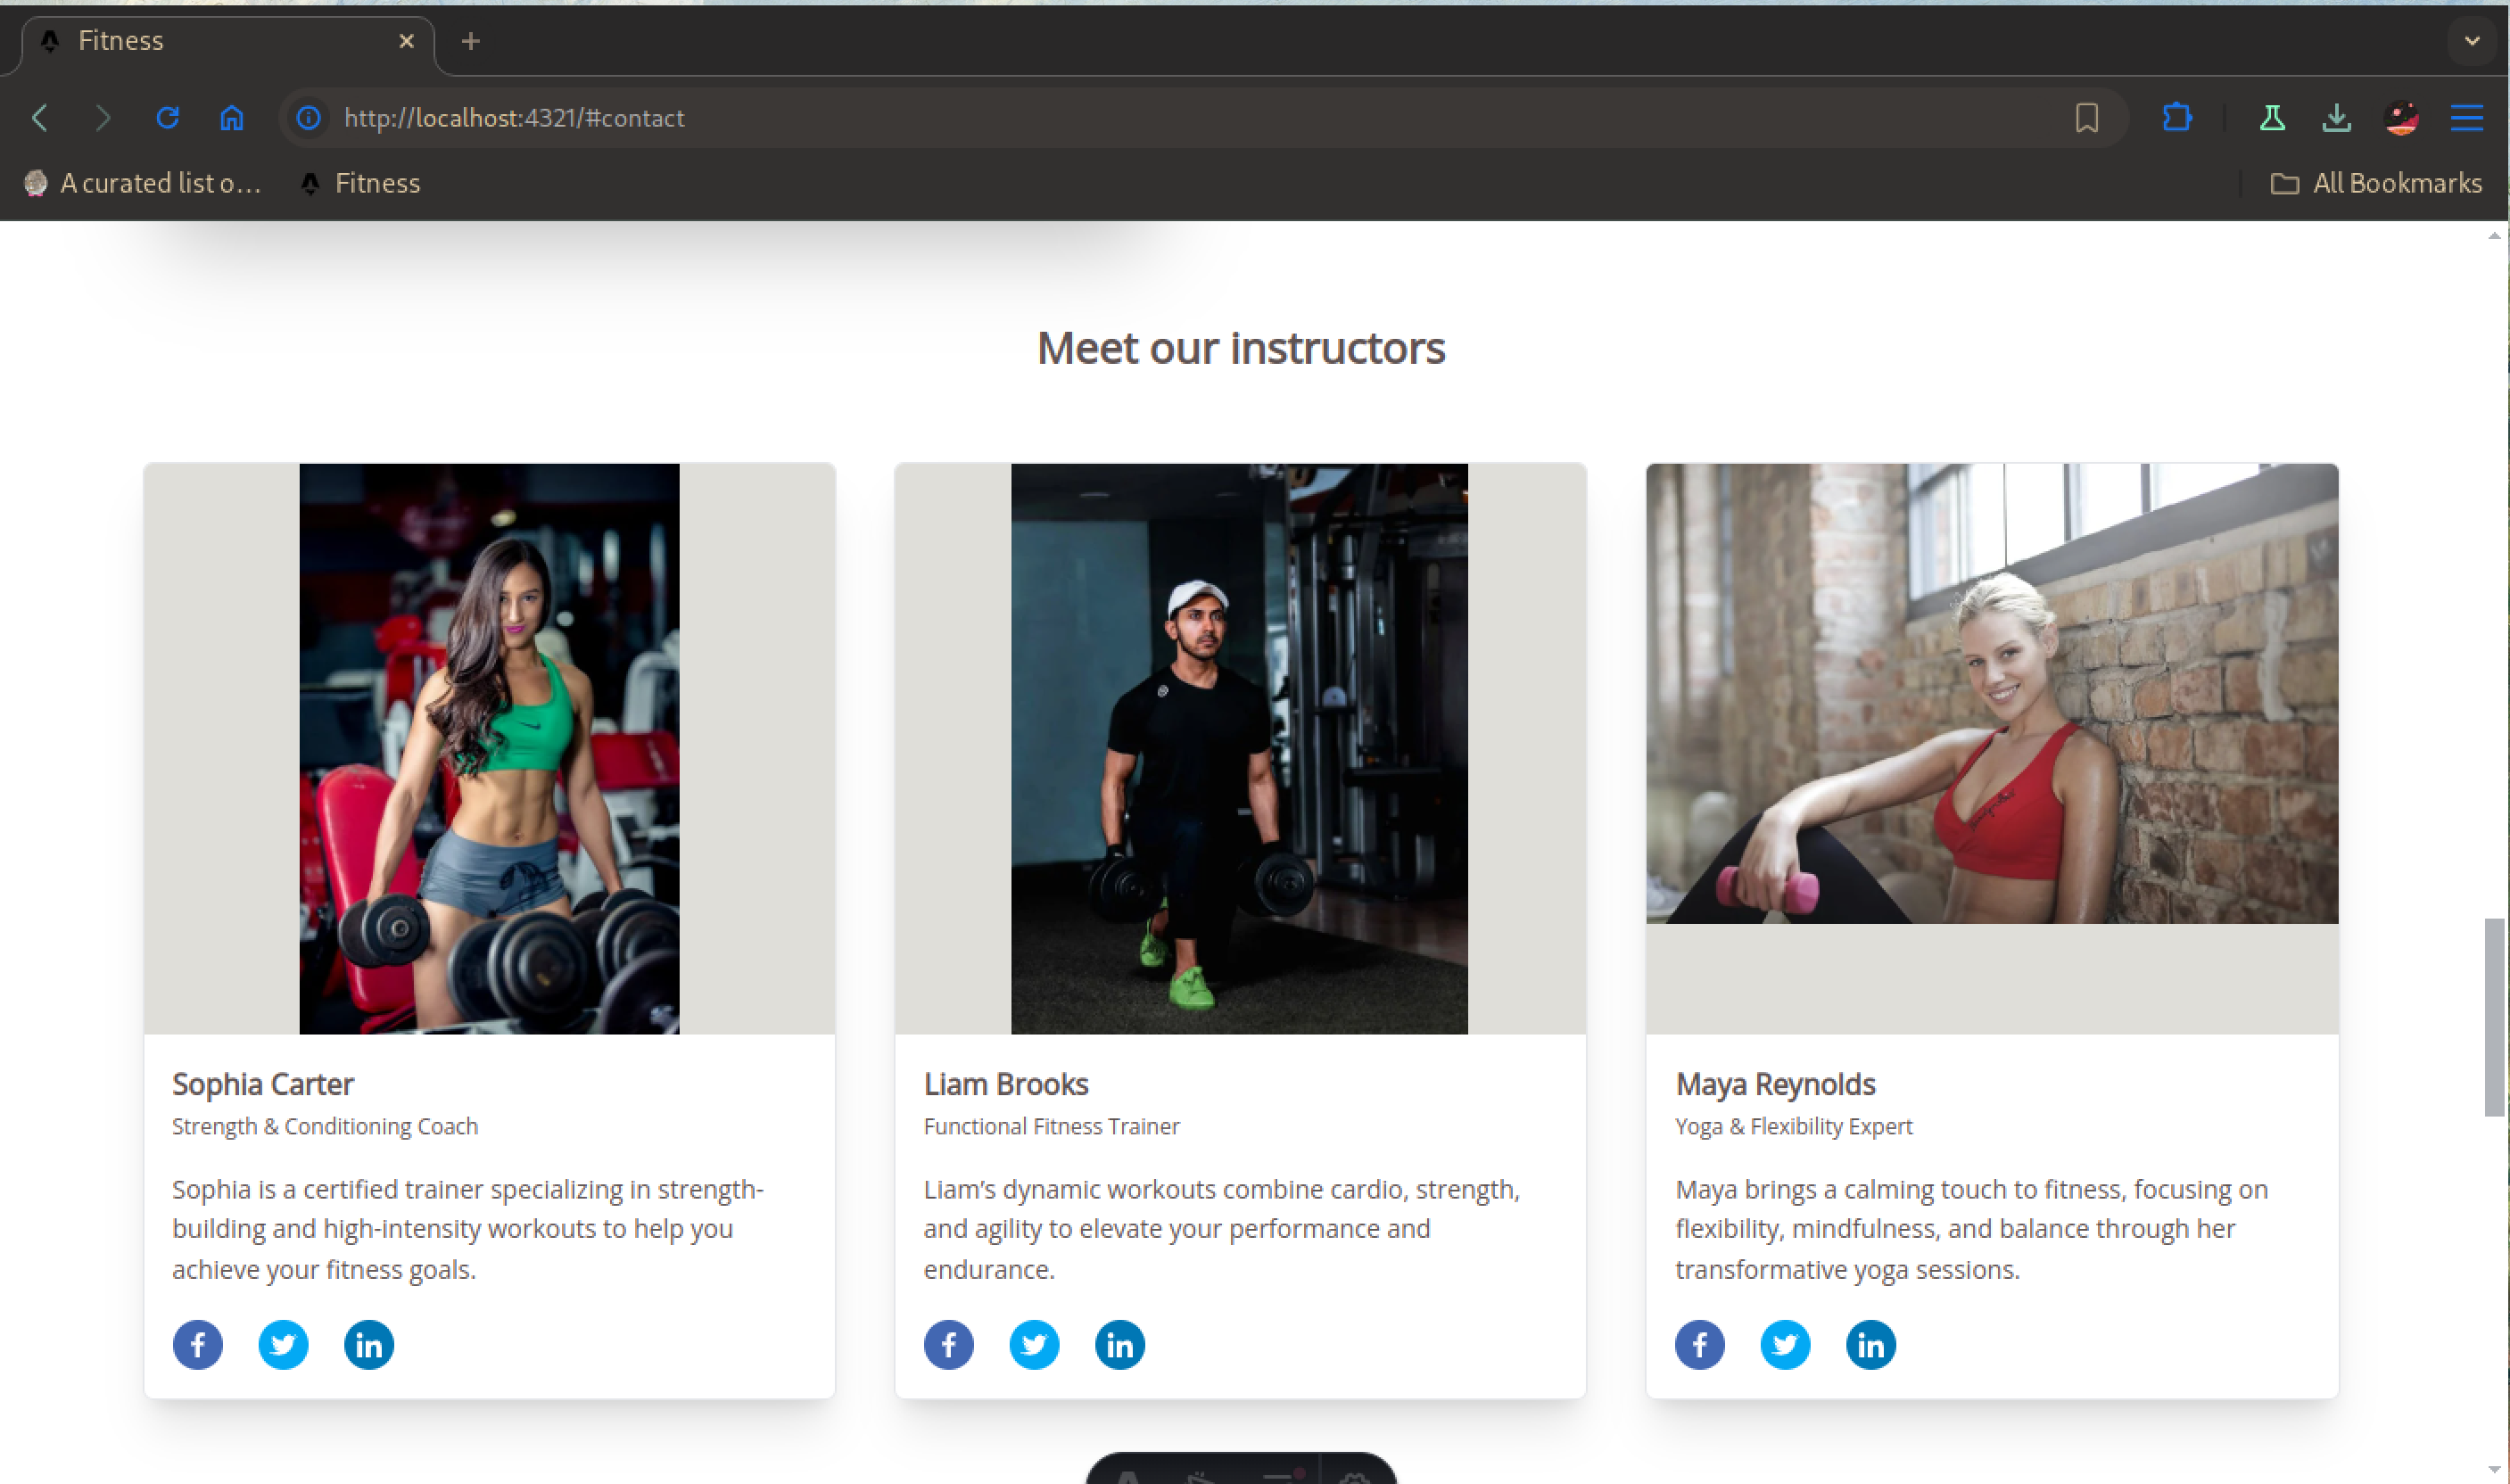 Fitness
http://localhost:4321/#contact
A curated list o...
Fitness
All Bookmarks
Meet our instructors
Sophia Carter
Strength & Conditioning Coach
Sophia is a certified trainer specializing in strength-
building and high-intensity workouts to help you
achieve your fitness goals.
f
in
Liam Brooks
Functional Fitness Trainer
Liam’s dynamic workouts combine cardio, strength,
and agility to elevate your performance and
endurance.
f
in
Maya Reynolds
Yoga & Flexibility Expert
Maya brings a calming touch to fitness, focusing on
flexibility, mindfulness, and balance through her
transformative yoga sessions.
f
in